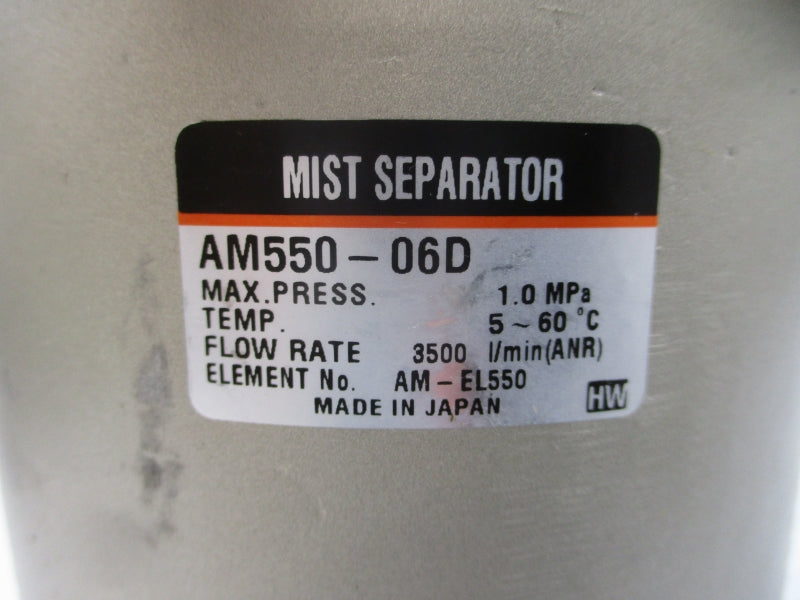 MIST SEPARATOR
AM550-06D
MAX.PRESS. 1.0 MPa
TEMP. 5~60 °C
FLOW RATE 3500 l/min(ANR)
ELEMENT No. AM-EL550
MADE IN JAPAN HW